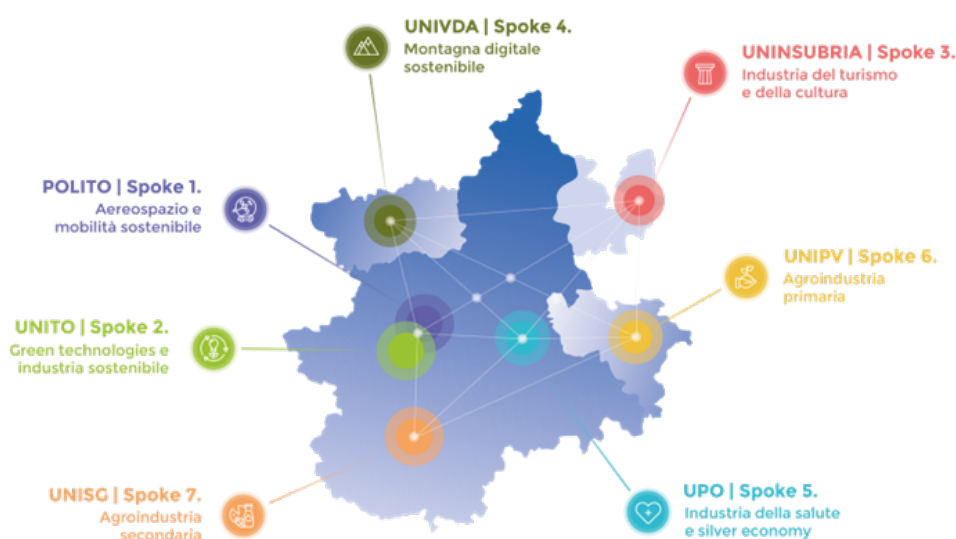 UNIVDA | Spoke 4.
Montagna digitale
sostenibile
UNINSUBRIA | Spoke 3.
Industria del turismo
e della cultura
POLITO | Spoke 1.
Aereospazio e
mobilità sostenibile
UNIPV | Spoke 6.
Agroindustria
primaria
UNITO | Spoke 2.
Green technologies e
industria sostenibile
UNISG | Spoke 7.
Agroindustria
secondaria
UPO | Spoke 5.
Industria della salute
e silver economy